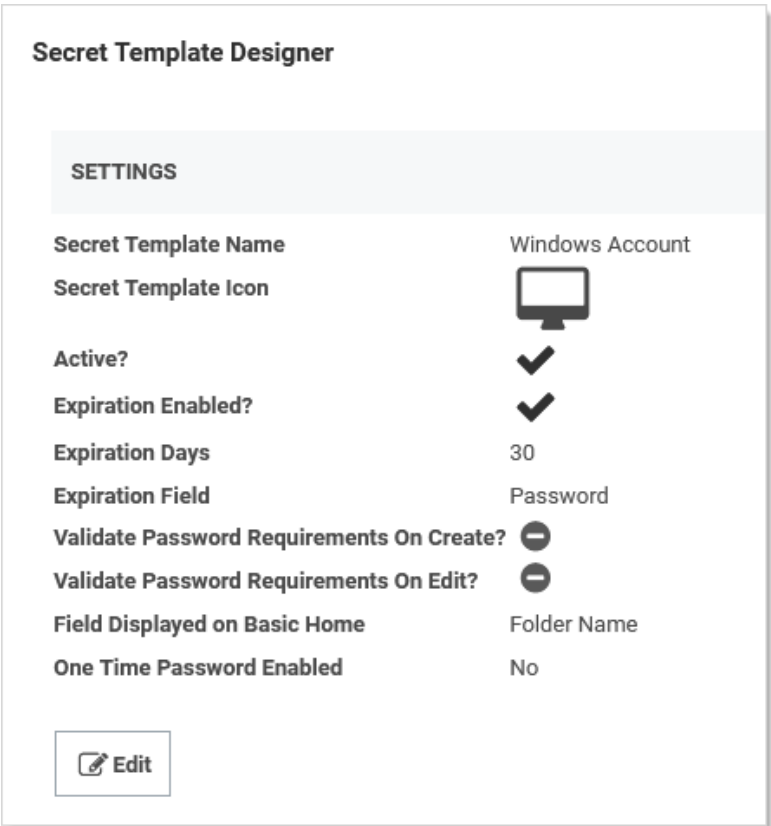 Secret Template Designer
SETTINGS
Secret Template Name Windows Account
Secret Template Icon
Active?
Expiration Enabled?
Expiration Days 30
Expiration Field Password
Validate Password Requirements On Create?
Validate Password Requirements On Edit?
Field Displayed on Basic Home Folder Name
One Time Password Enabled No
Edit